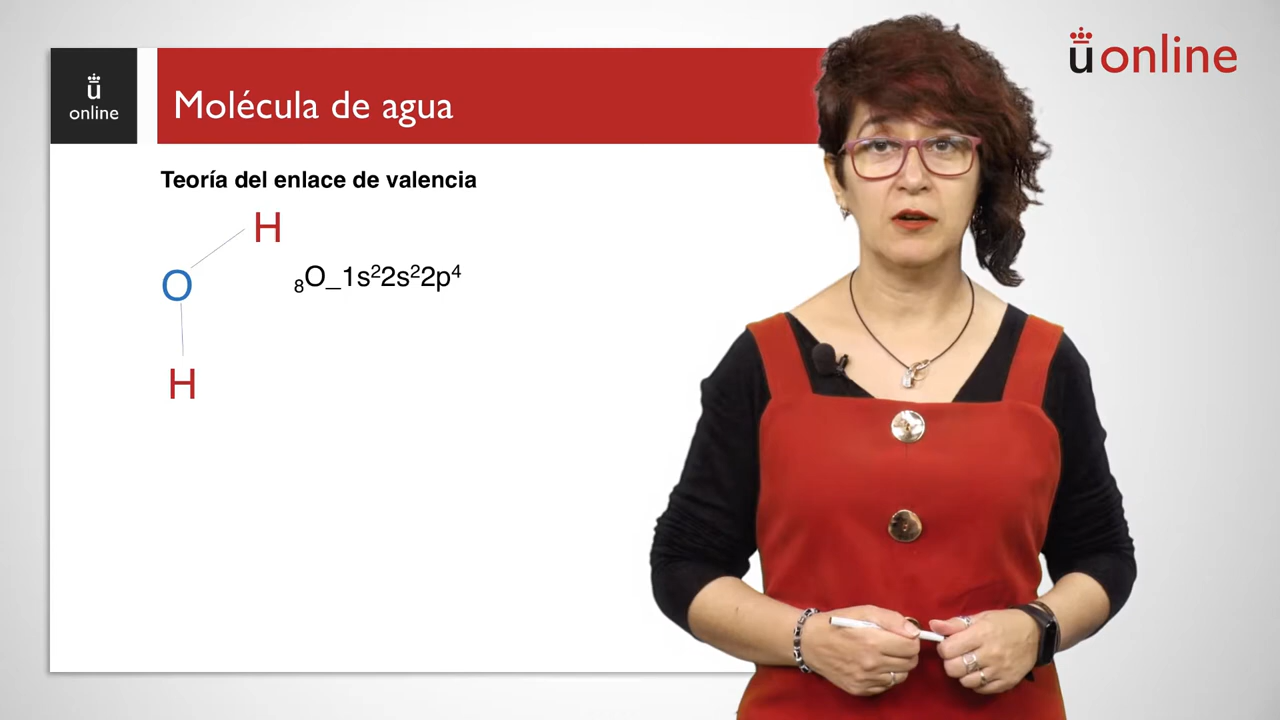 ü online
ü
online
Molécula de agua
Teoría del enlace de valencia
H
O
₈O_1s²2s²2p⁴
H